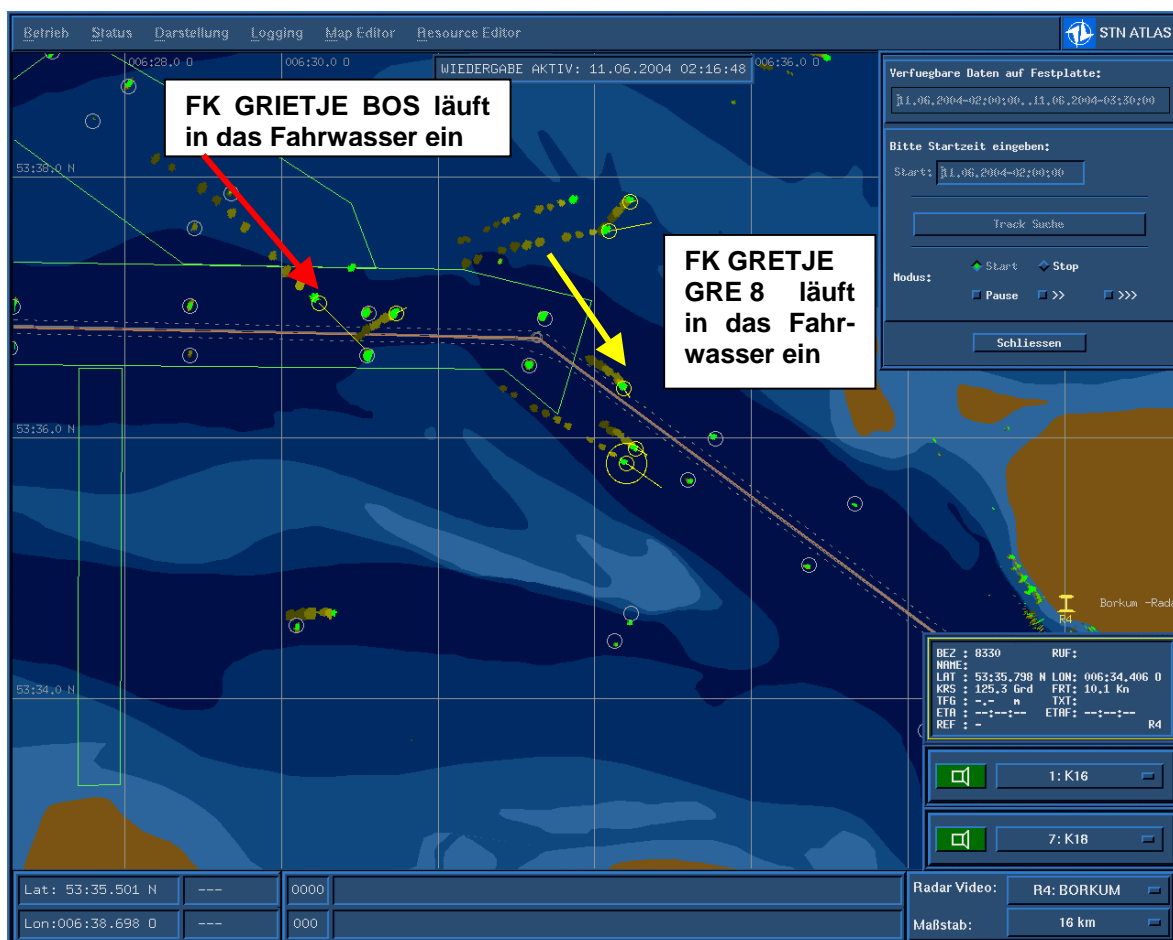 Betrieb Status Darstellung Logging Map Editor Resource Editor
STN ATLAS
006:28.0 O 006:30.0 O 006:36.0 O
WIEDERGABE AKTIV: 11.06.2004 02:16:48
FK GRIETJE BOS läuft
in das Fahrwasser ein
53:38.0 N
FK GRETJE
GRE 8 läuft
in das Fahr-
wasser ein
53:36.0 N
53:34.0 N
Borkum -Rada
R4
Verfuegbare Daten auf Festplatte:
11.06.2004-02:00:00..11.06.2004-03:30:00
Bitte Startzeit eingeben:
Start: 11.06.2004-02:00:00
Track Suche
Modus: Start Stop
Pause >> >>>
Schliessen
BEZ : 8330 RUF:
NAME:
LAT : 53:35.798 N LON: 006:34.406 O
KRS : 125.3 Grd FRT: 10.1 Kn
TFG : -.- m TXT:
ETA : --:--:-- ETAF: --:--:--
REF : - R4
1: K16
7: K18
Lat: 53:35.501 N --- 0000
Lon:006:38.698 O --- 000
Radar Video: R4: BORKUM
Maßstab: 16 km